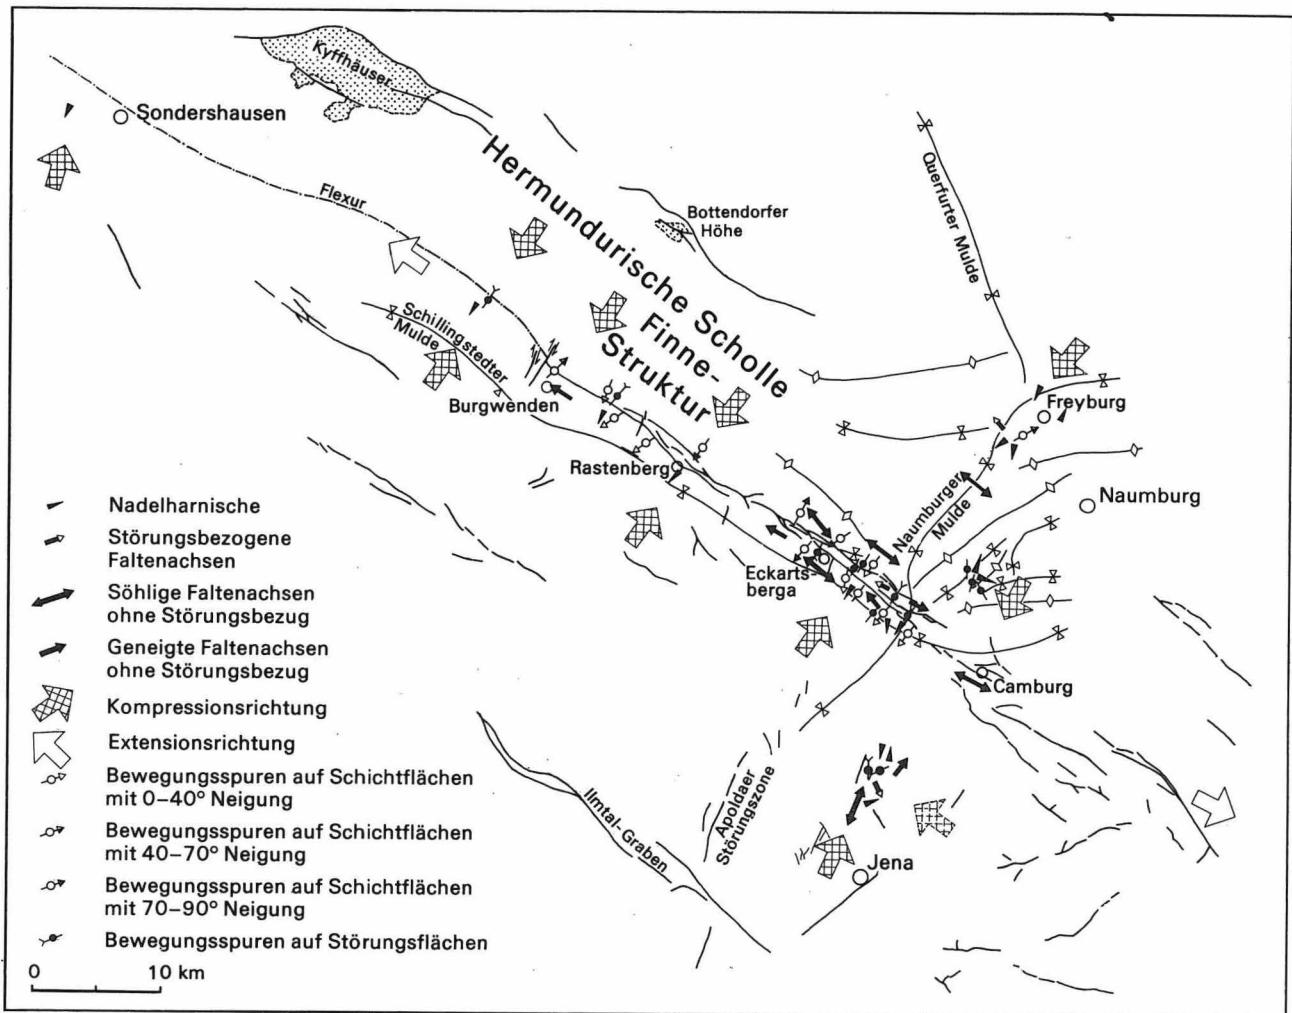 Kyffhäuser
Sondershausen
Flexur
Hermundurische Scholle
Finne-
Struktur
Bottendorfer
Höhe
Querfurter Mulde
Schillingstedter
Mulde
Burgwenden
Rastenberg
Freyburg
Naumburg
Naumburger
Mulde
Eckarts-
berga
Camburg
Apoldaer
Störungszone
Ilmtal-Graben
Jena
Nadelharnische
Störungsbezogene
Faltenachsen
Söhlige Faltenachsen
ohne Störungsbezug
Geneigte Faltenachsen
ohne Störungsbezug
Kompressionsrichtung
Extensionsrichtung
Bewegungsspuren auf Schichtflächen
mit 0–40° Neigung
Bewegungsspuren auf Schichtflächen
mit 40–70° Neigung
Bewegungsspuren auf Schichtflächen
mit 70–90° Neigung
Bewegungsspuren auf Störungsflächen
0 10 km